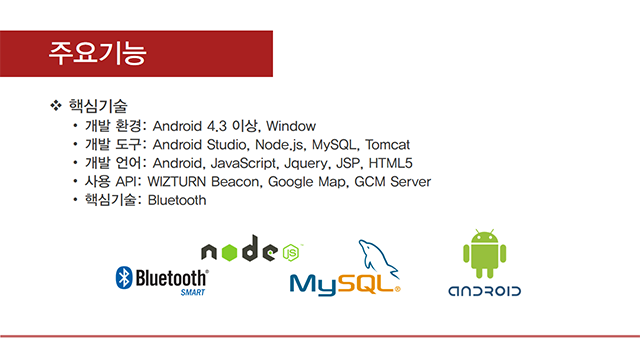 주요기능
❖ 핵심기술
• 개발 환경: Android 4.3 이상, Window
• 개발 도구: Android Studio, Node.js, MySQL, Tomcat
• 개발 언어: Android, JavaScript, Jquery, JSP, HTML5
• 사용 API: WIZTURN Beacon, Google Map, GCM Server
• 핵심기술: Bluetooth
node JS™
Bluetooth®
SMART
MySQL®
ANDROID